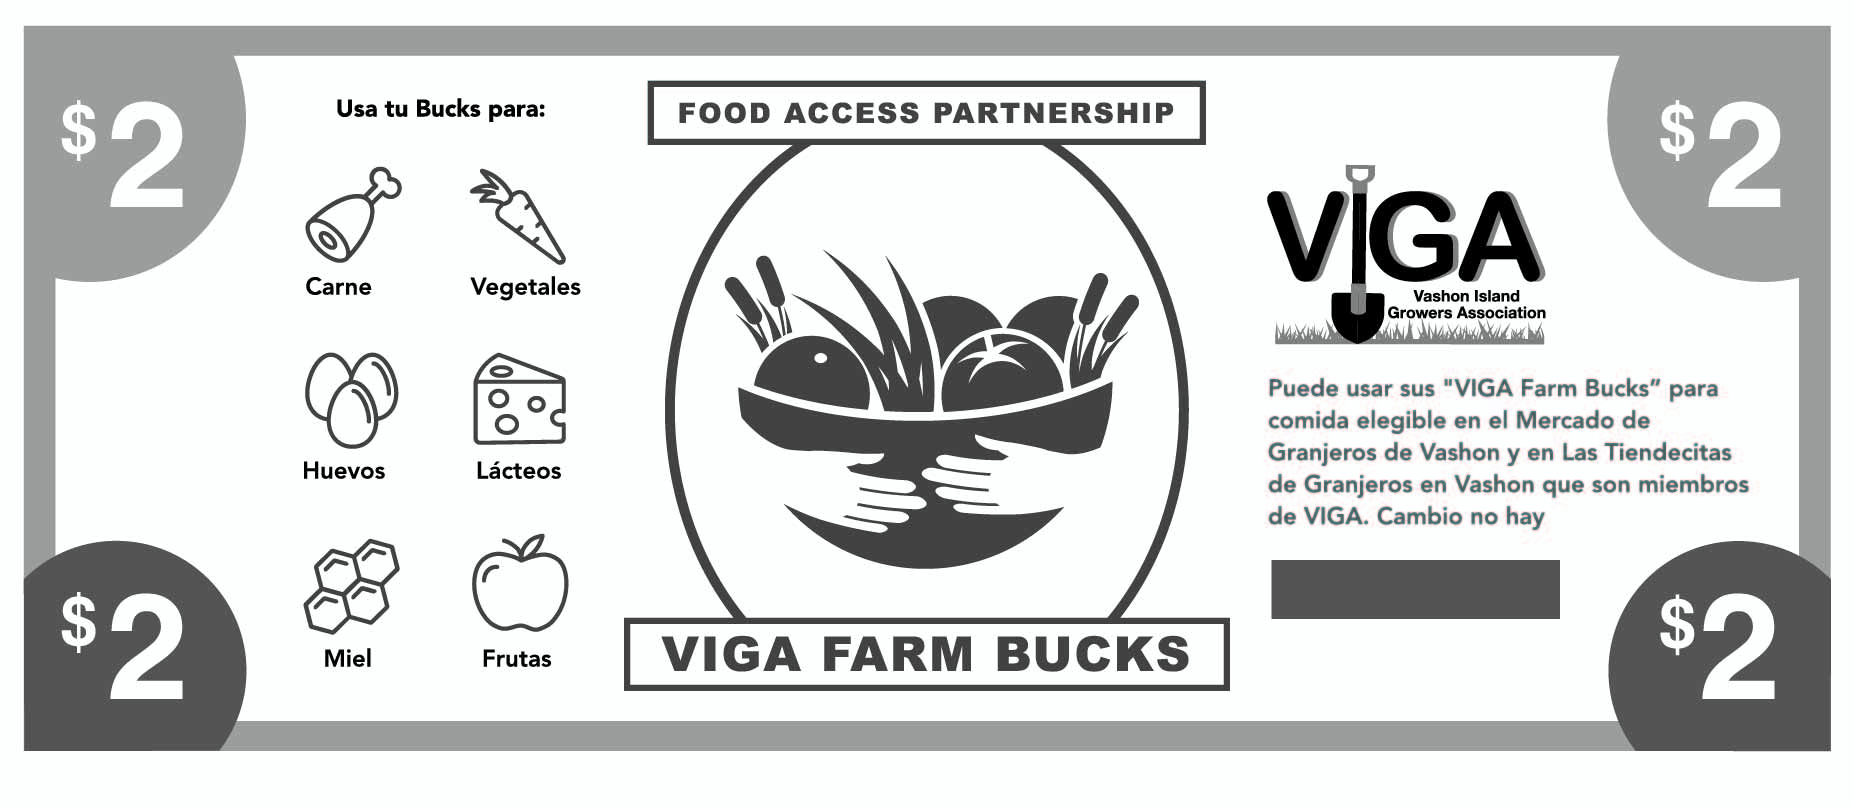 $2
$2
Usa tu Bucks para:
Carne
Vegetales
Huevos
Lácteos
Miel
Frutas
FOOD ACCESS PARTNERSHIP
VIGA FARM BUCKS
VIGA
Vashon Island
Growers Association
Puede usar sus "VIGA Farm Bucks” para
comida elegible en el Mercado de
Granjeros de Vashon y en Las Tiendecitas
de Granjeros en Vashon que son miembros
de VIGA. Cambio no hay
$2
$2